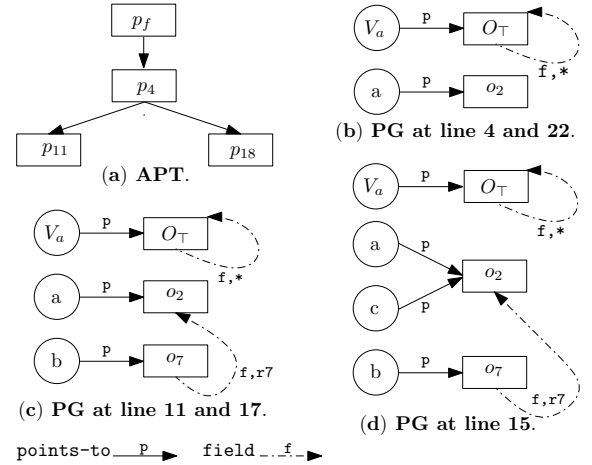 p_f
p_4
p_11
p_18
(a) APT.
V_a p O_⊤
f,*
a p o_2
(b) PG at line 4 and 22.
V_a p O_⊤
f,*
a p o_2
b p o_7
f,r7
(c) PG at line 11 and 17.
V_a p O_⊤
f,*
a p
o_2
c p
b p o_7
f,r7
(d) PG at line 15.
points-to p field f